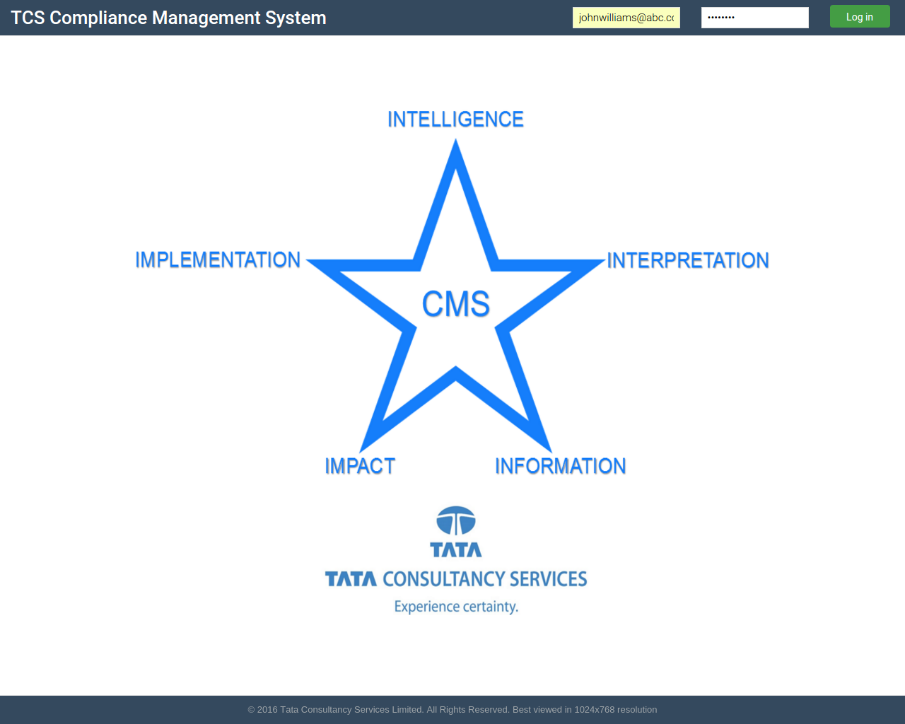 TCS Compliance Management System
johnwilliams@abc.cc
••••••••
Log in
INTELLIGENCE
IMPLEMENTATION
INTERPRETATION
CMS
IMPACT
INFORMATION
TATA
TATA CONSULTANCY SERVICES
Experience certainty.
© 2016 Tata Consultancy Services Limited. All Rights Reserved. Best viewed in 1024x768 resolution